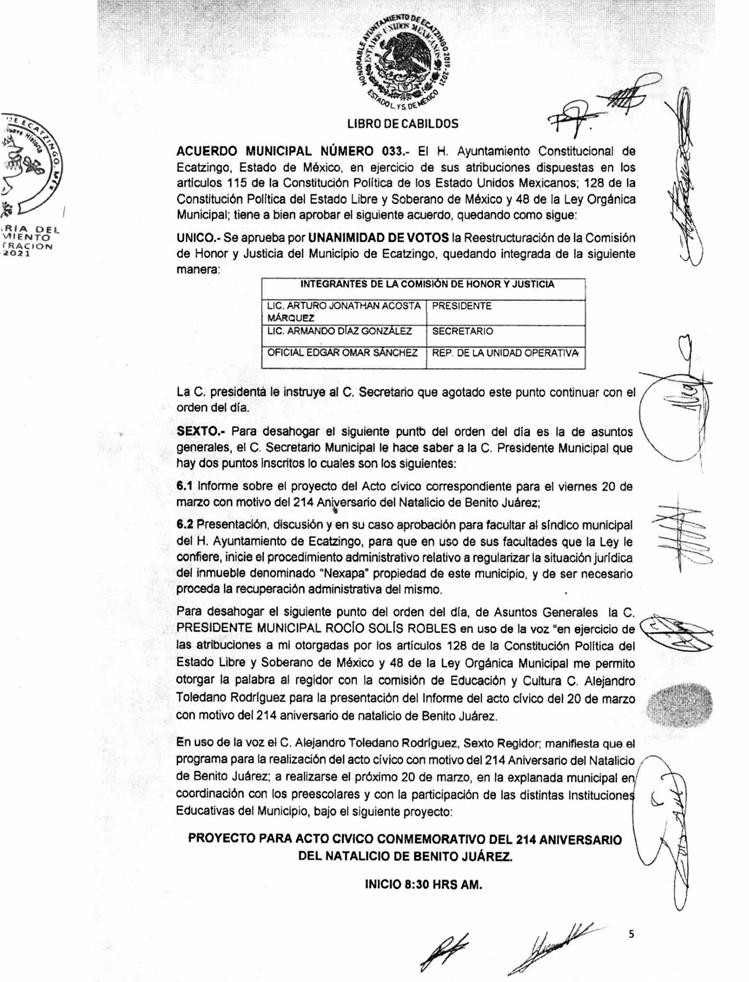 HONORABLE AYUNTAMIENTO DE ECATZINGO 2019-2021
ESTADOS UNIDOS MEXICANOS
ESTADO L. Y S. DE MEXICO
LIBRO DE CABILDOS
DE ECATZINGO, MEX
Nueva Historia
.RIA DEL
MIENTO
TRACION
2021
ACUERDO MUNICIPAL NÚMERO 033.- El H. Ayuntamiento Constitucional de
Ecatzingo, Estado de México, en ejercicio de sus atribuciones dispuestas en los
artículos 115 de la Constitución Política de los Estado Unidos Mexicanos; 128 de la
Constitución Política del Estado Libre y Soberano de México y 48 de la Ley Orgánica
Municipal; tiene a bien aprobar el siguiente acuerdo, quedando como sigue:
UNICO.- Se aprueba por UNANIMIDAD DE VOTOS la Reestructuración de la Comisión
de Honor y Justicia del Municipio de Ecatzingo, quedando integrada de la siguiente
manera:
INTEGRANTES DE LA COMISIÓN DE HONOR Y JUSTICIA
LIC. ARTURO JONATHAN ACOSTA PRESIDENTE
MÁRQUEZ
LIC. ARMANDO DÍAZ GONZÁLEZ SECRETARIO
OFICIAL EDGAR OMAR SÁNCHEZ REP. DE LA UNIDAD OPERATIVA
La C. presidenta le instruye al C. Secretario que agotado este punto continuar con el
orden del día.
SEXTO.- Para desahogar el siguiente punto del orden del día es la de asuntos
generales, el C. Secretario Municipal le hace saber a la C. Presidente Municipal que
hay dos puntos inscritos lo cuales son los siguientes:
6.1 Informe sobre el proyecto del Acto cívico correspondiente para el viernes 20 de
marzo con motivo del 214 Aniversario del Natalicio de Benito Juárez;
6.2 Presentación, discusión y en su caso aprobación para facultar al síndico municipal
del H. Ayuntamiento de Ecatzingo, para que en uso de sus facultades que la Ley le
confiere, inicie el procedimiento administrativo relativo a regularizar la situación jurídica
del inmueble denominado "Nexapa" propiedad de este municipio, y de ser necesario
proceda la recuperación administrativa del mismo.
Para desahogar el siguiente punto del orden del día, de Asuntos Generales la C.
PRESIDENTE MUNICIPAL ROCÍO SOLÍS ROBLES en uso de la voz "en ejercicio de
las atribuciones a mi otorgadas por los artículos 128 de la Constitución Política del
Estado Libre y Soberano de México y 48 de la Ley Orgánica Municipal me permito
otorgar la palabra al regidor con la comisión de Educación y Cultura C. Alejandro
Toledano Rodríguez para la presentación del Informe del acto cívico del 20 de marzo
con motivo del 214 aniversario de natalicio de Benito Juárez.
En uso de la voz el C. Alejandro Toledano Rodríguez, Sexto Regidor; manifiesta que el
programa para la realización del acto cívico con motivo del 214 Aniversario del Natalicio
de Benito Juárez; a realizarse el próximo 20 de marzo, en la explanada municipal en
coordinación con los preescolares y con la participación de las distintas Instituciones
Educativas del Municipio, bajo el siguiente proyecto:
PROYECTO PARA ACTO CIVICO CONMEMORATIVO DEL 214 ANIVERSARIO
DEL NATALICIO DE BENITO JUÁREZ.
INICIO 8:30 HRS AM.
5